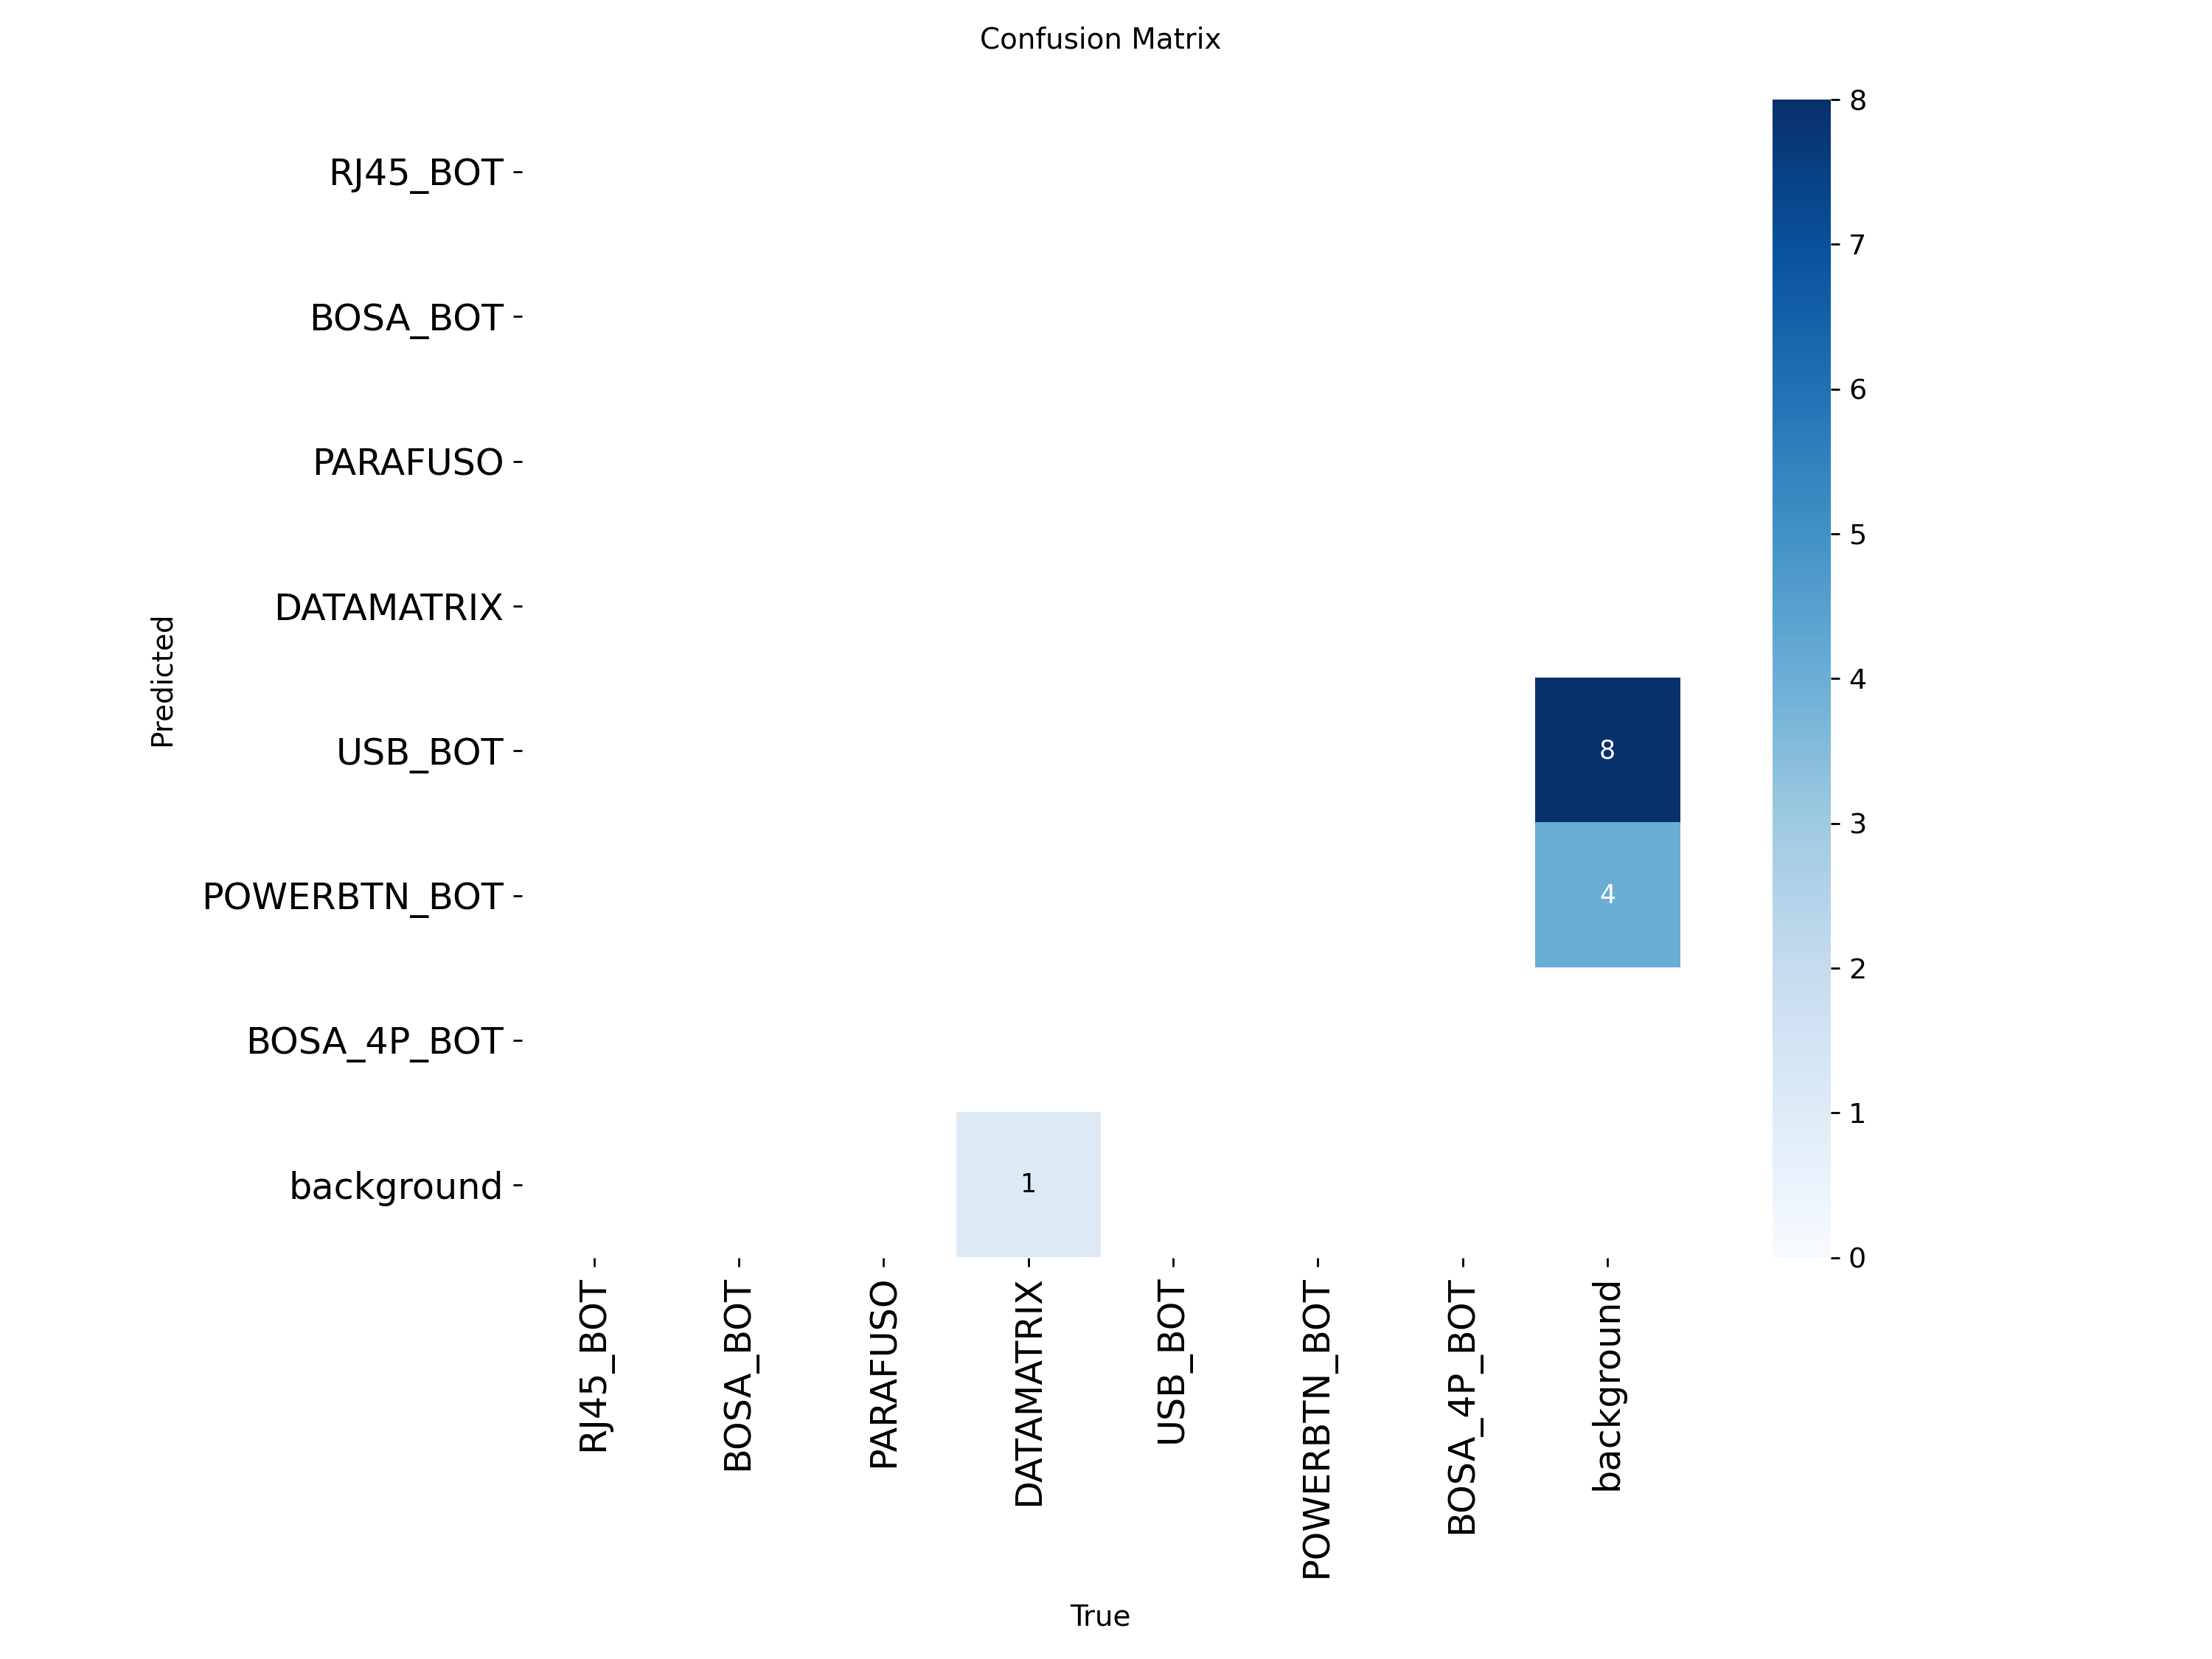 Confusion Matrix
RJ45_BOT
BOSA_BOT
PARAFUSO
DATAMATRIX
USB_BOT
POWERBTN_BOT
BOSA_4P_BOT
background
Predicted
8
4
1
RJ45_BOT
BOSA_BOT
PARAFUSO
DATAMATRIX
USB_BOT
POWERBTN_BOT
BOSA_4P_BOT
background
True
8
7
6
5
4
3
2
1
0